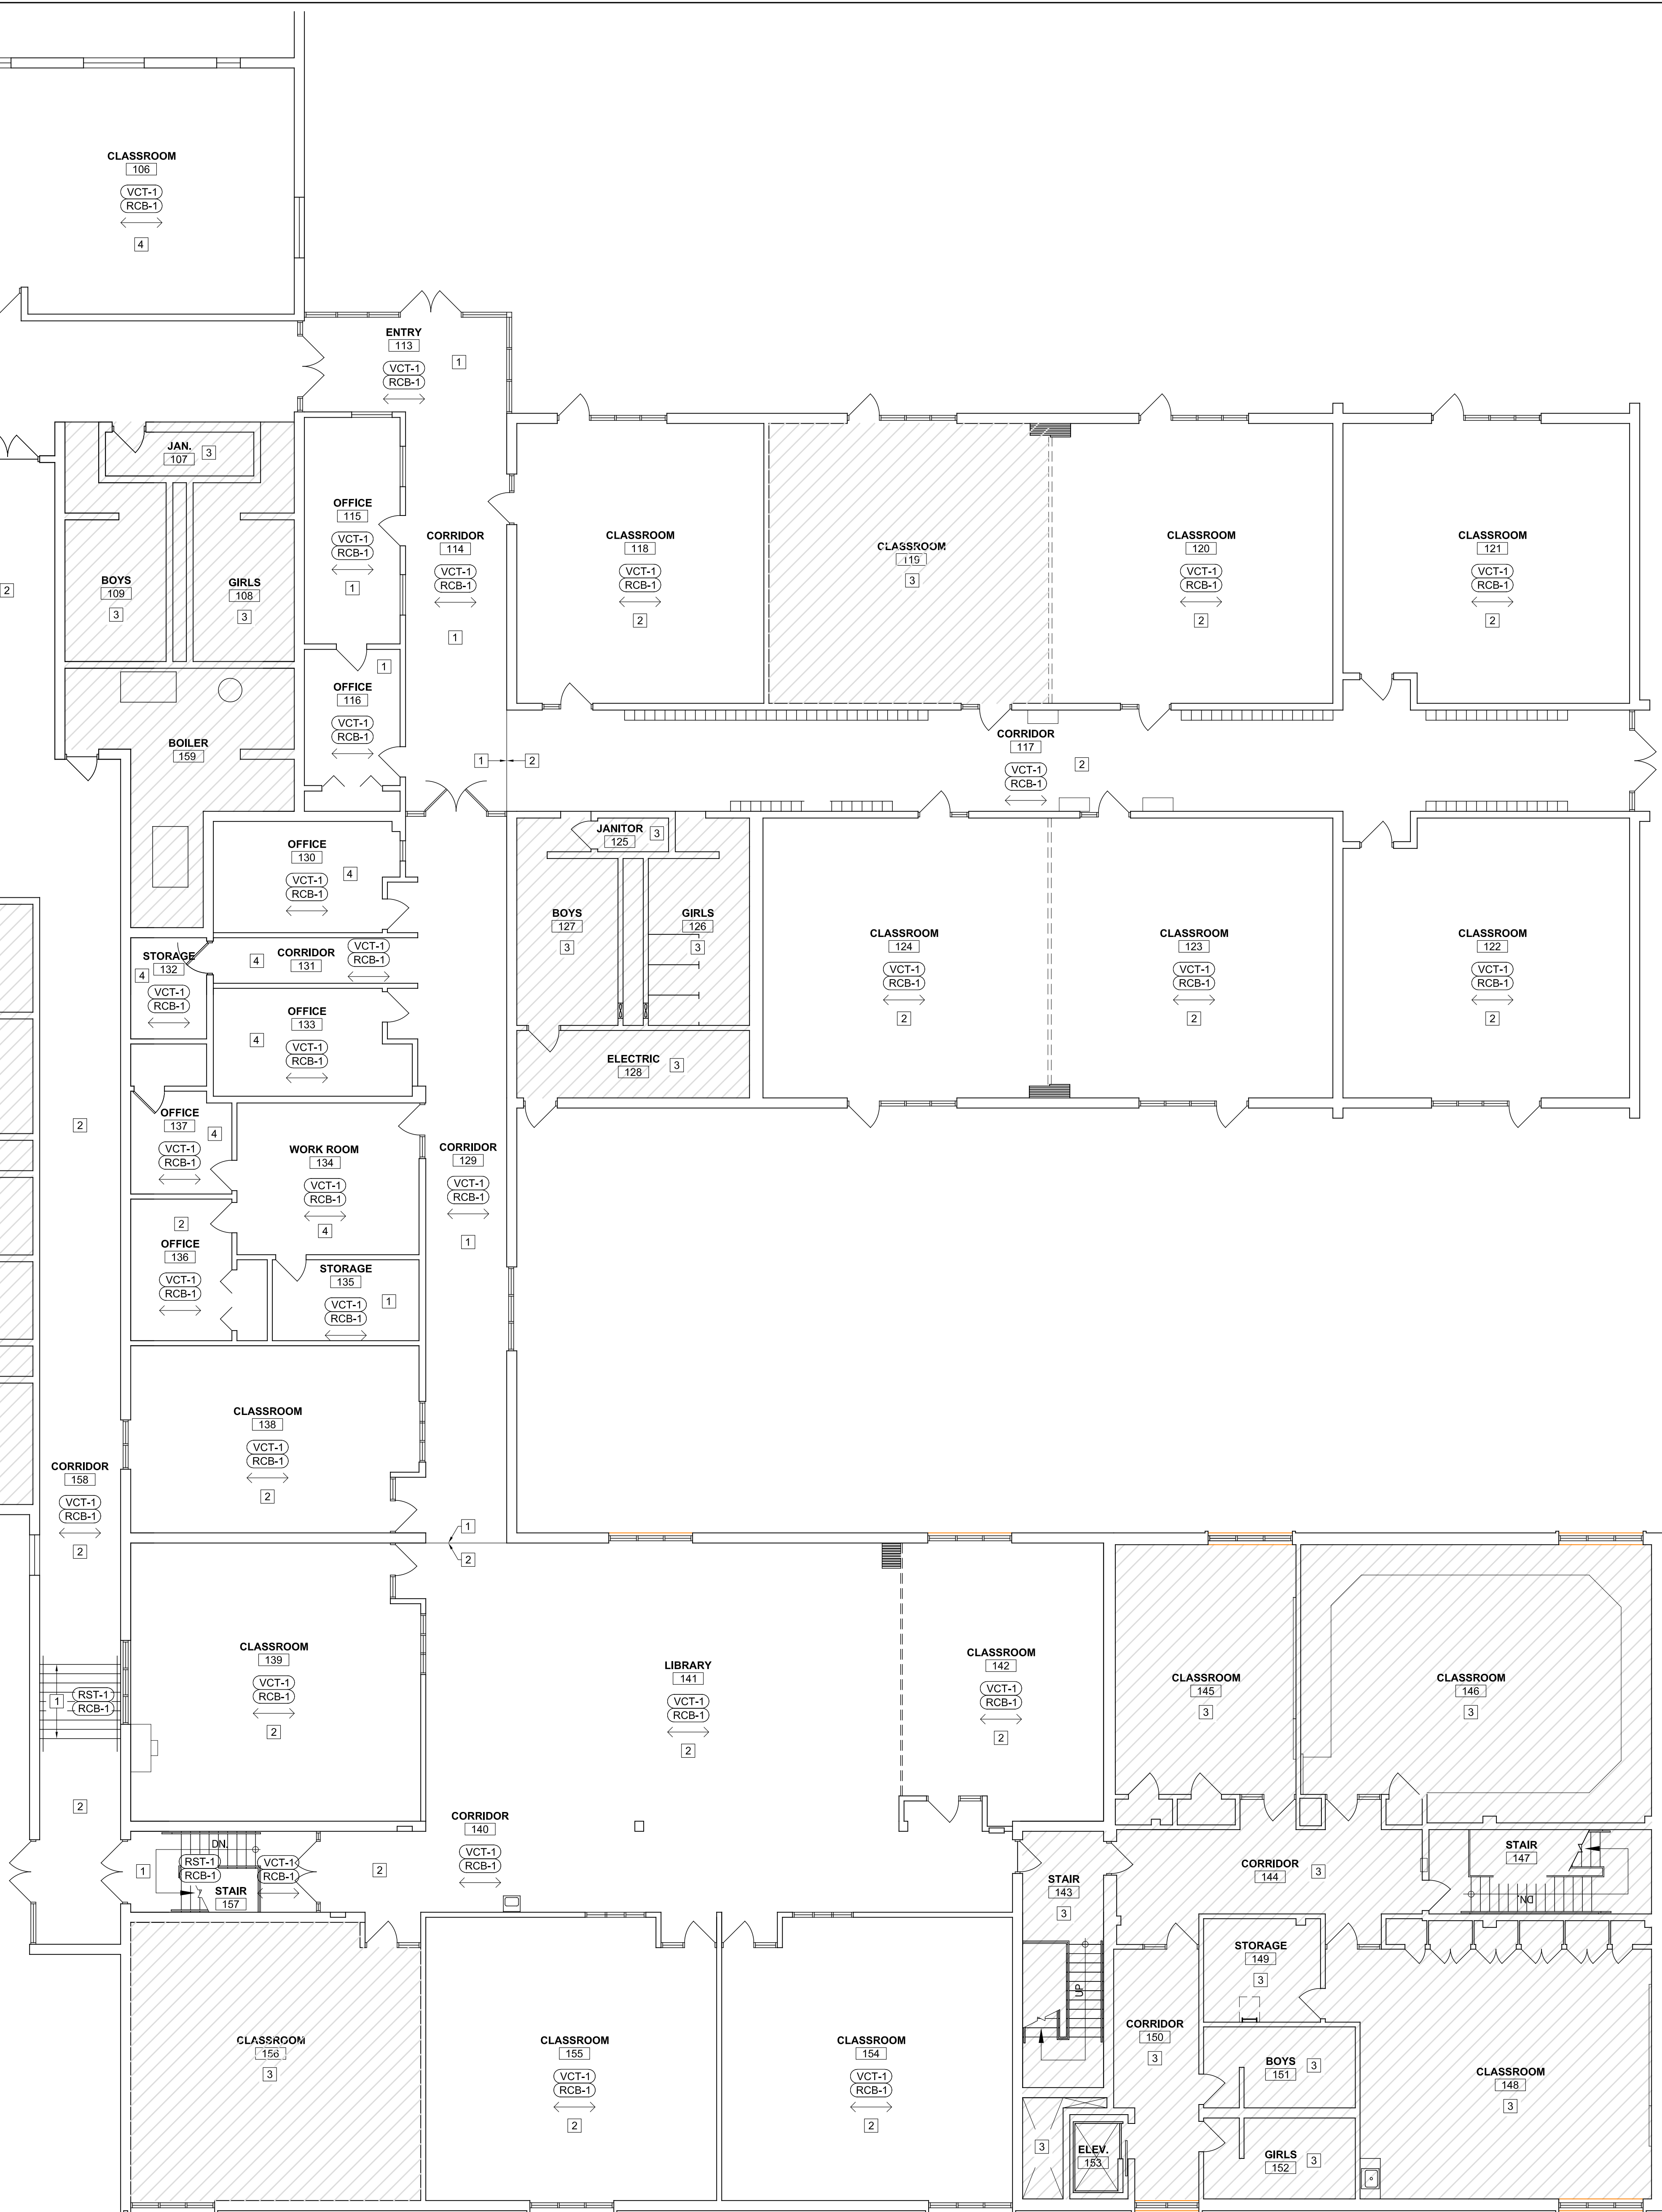 CLASSROOM
106
VCT-1
RCB-1
4
ENTRY
113
1
VCT-1
RCB-1
JAN.
107
3
BOYS
109
3
GIRLS
108
3
2
OFFICE
115
VCT-1
RCB-1
1
CORRIDOR
114
VCT-1
RCB-1
1
CLASSROOM
118
VCT-1
RCB-1
2
CLASSROOM
119
3
CLASSROOM
120
VCT-1
RCB-1
2
CLASSROOM
121
VCT-1
RCB-1
2
1
OFFICE
116
VCT-1
RCB-1
BOILER
159
1
2
CORRIDOR
117
VCT-1
RCB-1
2
OFFICE
130
VCT-1
RCB-1
4
JANITOR
125
3
BOYS
127
3
GIRLS
126
3
CLASSROOM
124
VCT-1
RCB-1
2
CLASSROOM
123
VCT-1
RCB-1
2
CLASSROOM
122
VCT-1
RCB-1
2
STORAGE
132
4
VCT-1
RCB-1
4
CORRIDOR
131
VCT-1
RCB-1
OFFICE
133
4
VCT-1
RCB-1
ELECTRIC
128
3
2
OFFICE
137
4
VCT-1
RCB-1
WORK ROOM
134
VCT-1
RCB-1
4
CORRIDOR
129
VCT-1
RCB-1
1
2
OFFICE
136
VCT-1
RCB-1
STORAGE
135
VCT-1
RCB-1
1
CLASSROOM
138
VCT-1
RCB-1
2
CORRIDOR
158
VCT-1
RCB-1
2
1
2
CLASSROOM
139
VCT-1
RCB-1
2
LIBRARY
141
VCT-1
RCB-1
2
CLASSROOM
142
VCT-1
RCB-1
2
CLASSROOM
145
3
CLASSROOM
146
3
1
RST-1
RCB-1
2
CORRIDOR
140
VCT-1
RCB-1
2
1
DN.
RST-1
RCB-1
VCT-1
RCB-1
STAIR
157
STAIR
143
3
CORRIDOR
144
3
STAIR
147
DN.
STORAGE
149
3
UP
CLASSROOM
156
3
CLASSROOM
155
VCT-1
RCB-1
2
CLASSROOM
154
VCT-1
RCB-1
2
CORRIDOR
150
3
BOYS
151
3
CLASSROOM
148
3
3
ELEV.
153
GIRLS
152
3